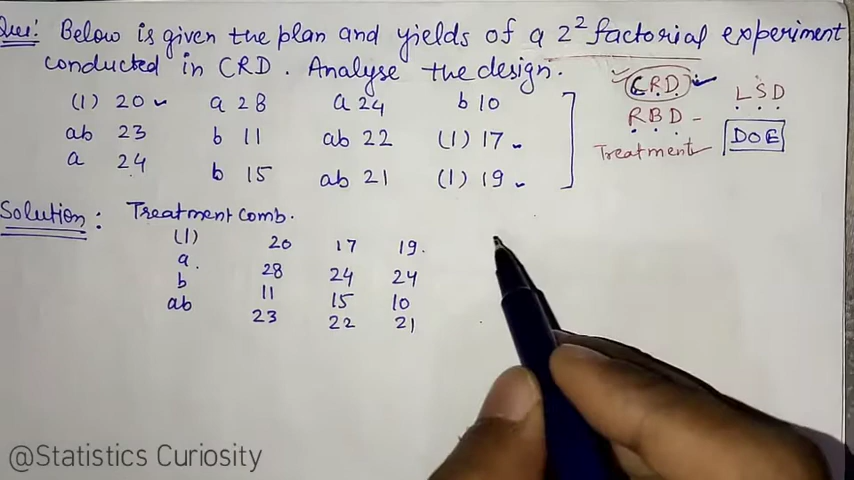 Ques: Below is given the plan and yields of a 2² factorial experiment
conducted in CRD. Analyse the design.
(1) 20 a 28 a 24 b 10
ab 23 b 11 ab 22 (1) 17
a 24 b 15 ab 21 (1) 19
CRD LSD
RBD - DOE
Treatment
Solution: Treatment comb.
(1) 20 17 19.
a. 28 24 24
b 11 15 10
ab 23 22 21
@Statistics Curiosity